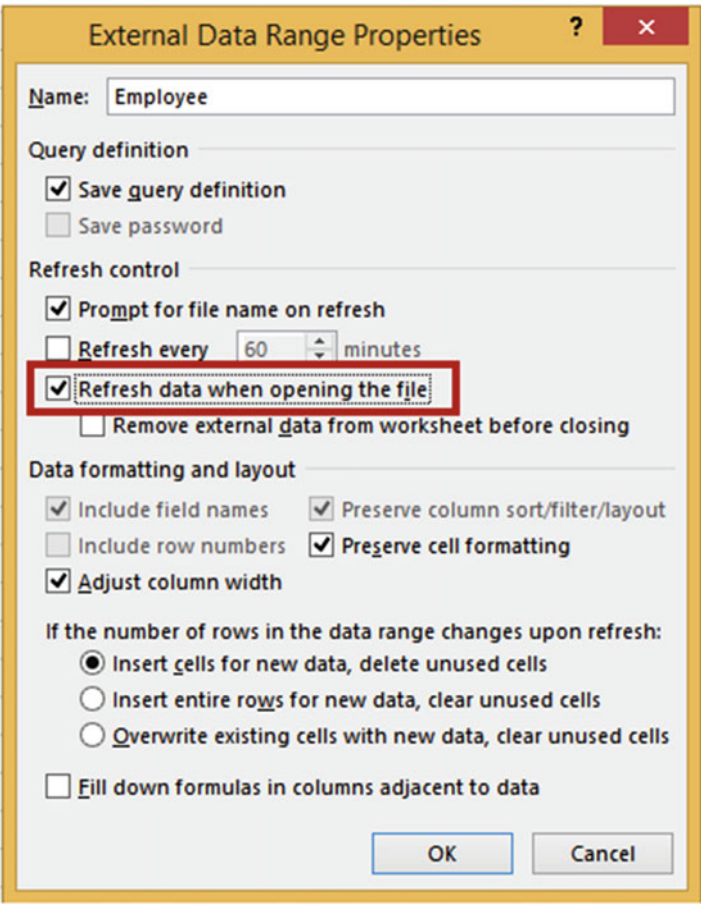 External Data Range Properties ? ×
Name: Employee
Query definition
Save query definition
Save password
Refresh control
Prompt for file name on refresh
Refresh every 60 minutes
Refresh data when opening the file
Remove external data from worksheet before closing
Data formatting and layout
Include field names Preserve column sort/filter/layout
Include row numbers Preserve cell formatting
Adjust column width
If the number of rows in the data range changes upon refresh:
Insert cells for new data, delete unused cells
Insert entire rows for new data, clear unused cells
Overwrite existing cells with new data, clear unused cells
Fill down formulas in columns adjacent to data
OK Cancel